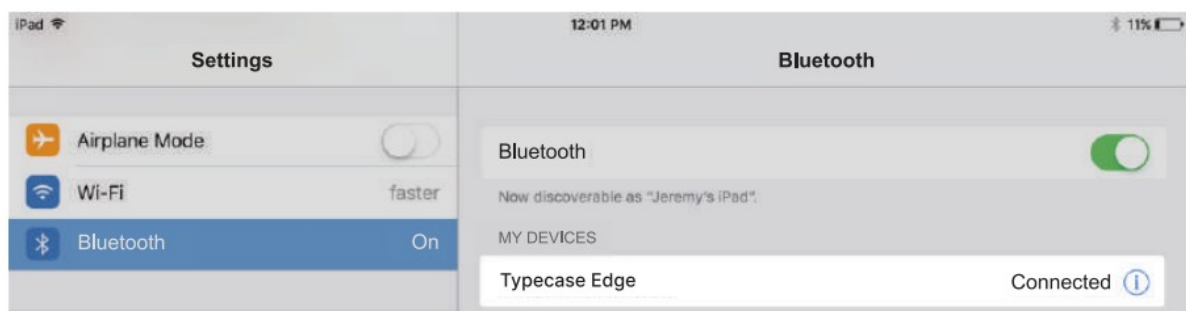 iPad 12:01 PM 11%
Settings Bluetooth
Airplane Mode
Bluetooth
Wi-Fi faster
Now discoverable as "Jeremy's iPad".
Bluetooth On
MY DEVICES
Typecase Edge Connected